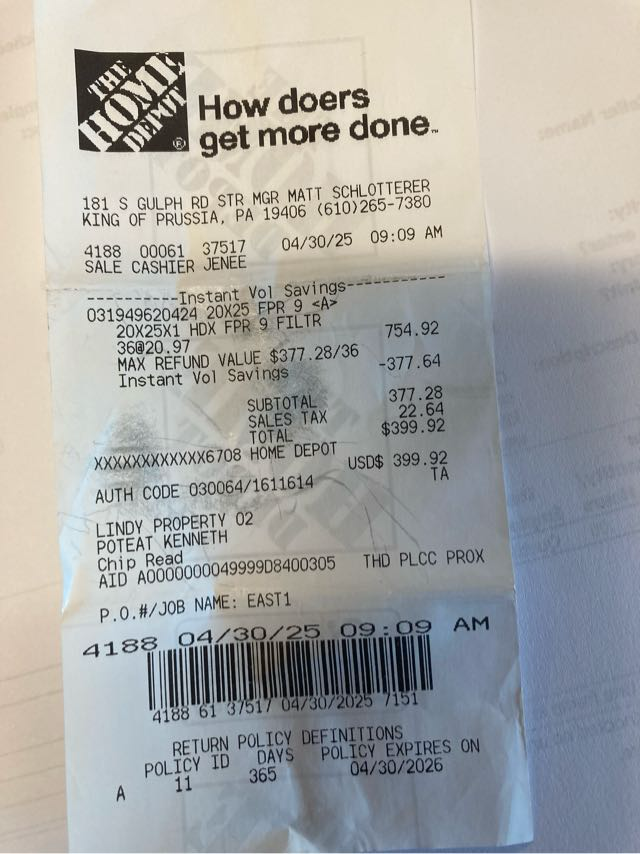 THE
HOME
DEPOT
®
How doers
get more done™
181 S GULPH RD STR MGR MATT SCHLOTTERER
KING OF PRUSSIA, PA 19406 (610)265-7380
4188 00061 37517 04/30/25 09:09 AM
SALE CASHIER JENEE
----------Instant Vol Savings-----------
031949620424 20X25 FPR 9 <A>
20X25X1 HDX FPR 9 FILTR
36@20.97 754.92
MAX REFUND VALUE $377.28/36
Instant Vol Savings -377.64
SUBTOTAL 377.28
SALES TAX 22.64
TOTAL $399.92
XXXXXXXXXXXX6708 HOME DEPOT
USD$ 399.92
AUTH CODE 030064/1611614 TA
LINDY PROPERTY 02
POTEAT KENNETH
Chip Read
AID A0000000049999D8400305 THD PLCC PROX
P.O.#/JOB NAME: EAST1
4188 04/30/25 09:09 AM
4188 61 37517 04/30/2025 7151
RETURN POLICY DEFINITIONS
POLICY ID DAYS POLICY EXPIRES ON
A 11 365 04/30/2026